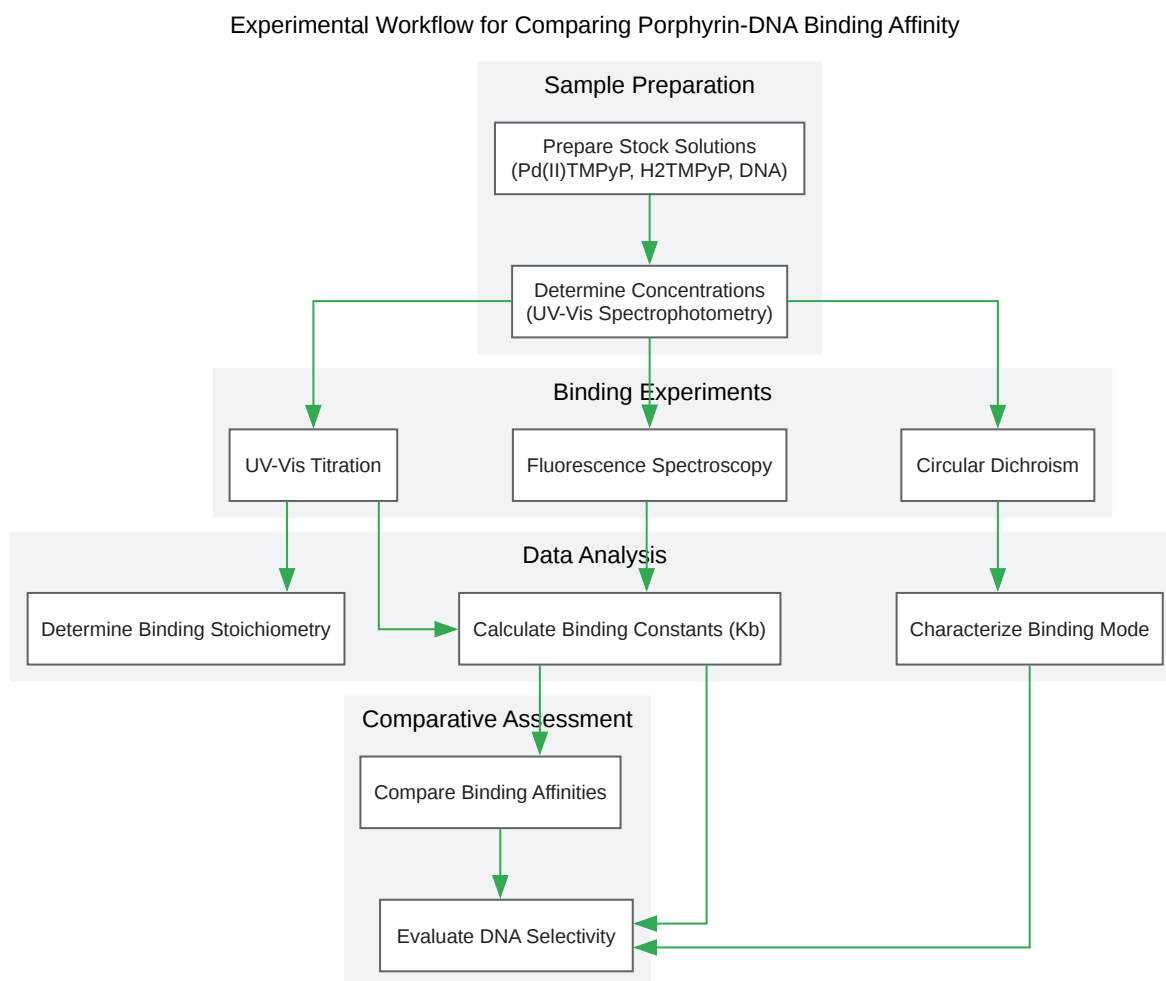 Experimental Workflow for Comparing Porphyrin-DNA Binding Affinity
Sample Preparation
Prepare Stock Solutions
(Pd(II)TMPyP, H2TMPyP, DNA)
Determine Concentrations
(UV-Vis Spectrophotometry)
Binding Experiments
UV-Vis Titration
Fluorescence Spectroscopy
Circular Dichroism
Data Analysis
Determine Binding Stoichiometry
Calculate Binding Constants (Kb)
Characterize Binding Mode
Comparative Assessment
Compare Binding Affinities
Evaluate DNA Selectivity